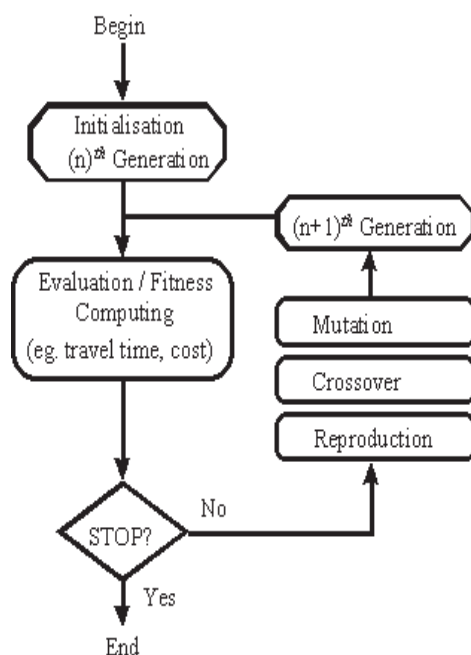 Begin
Initialisation
(n)th Generation
(n+1)th Generation
Evaluation / Fitness
Computing
(eg. travel time, cost)
Mutation
Crossover
Reproduction
STOP?
No
Yes
End